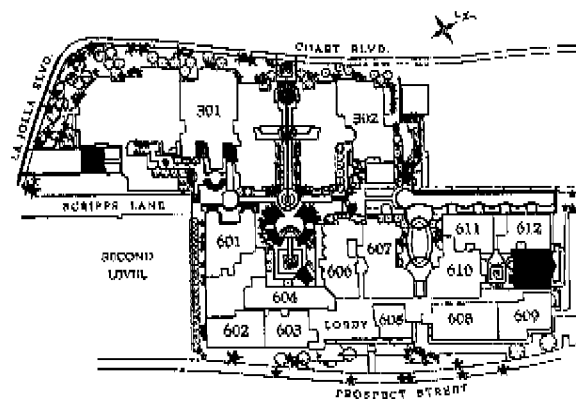 COAST BLVD.
LA JOLLA BLVD.
301
302
SCRIPPS LANE
SECOND
LEVEL
601
611
612
607
606
610
604
602
603
LOBBY
605
608
609
PROSPECT STREET